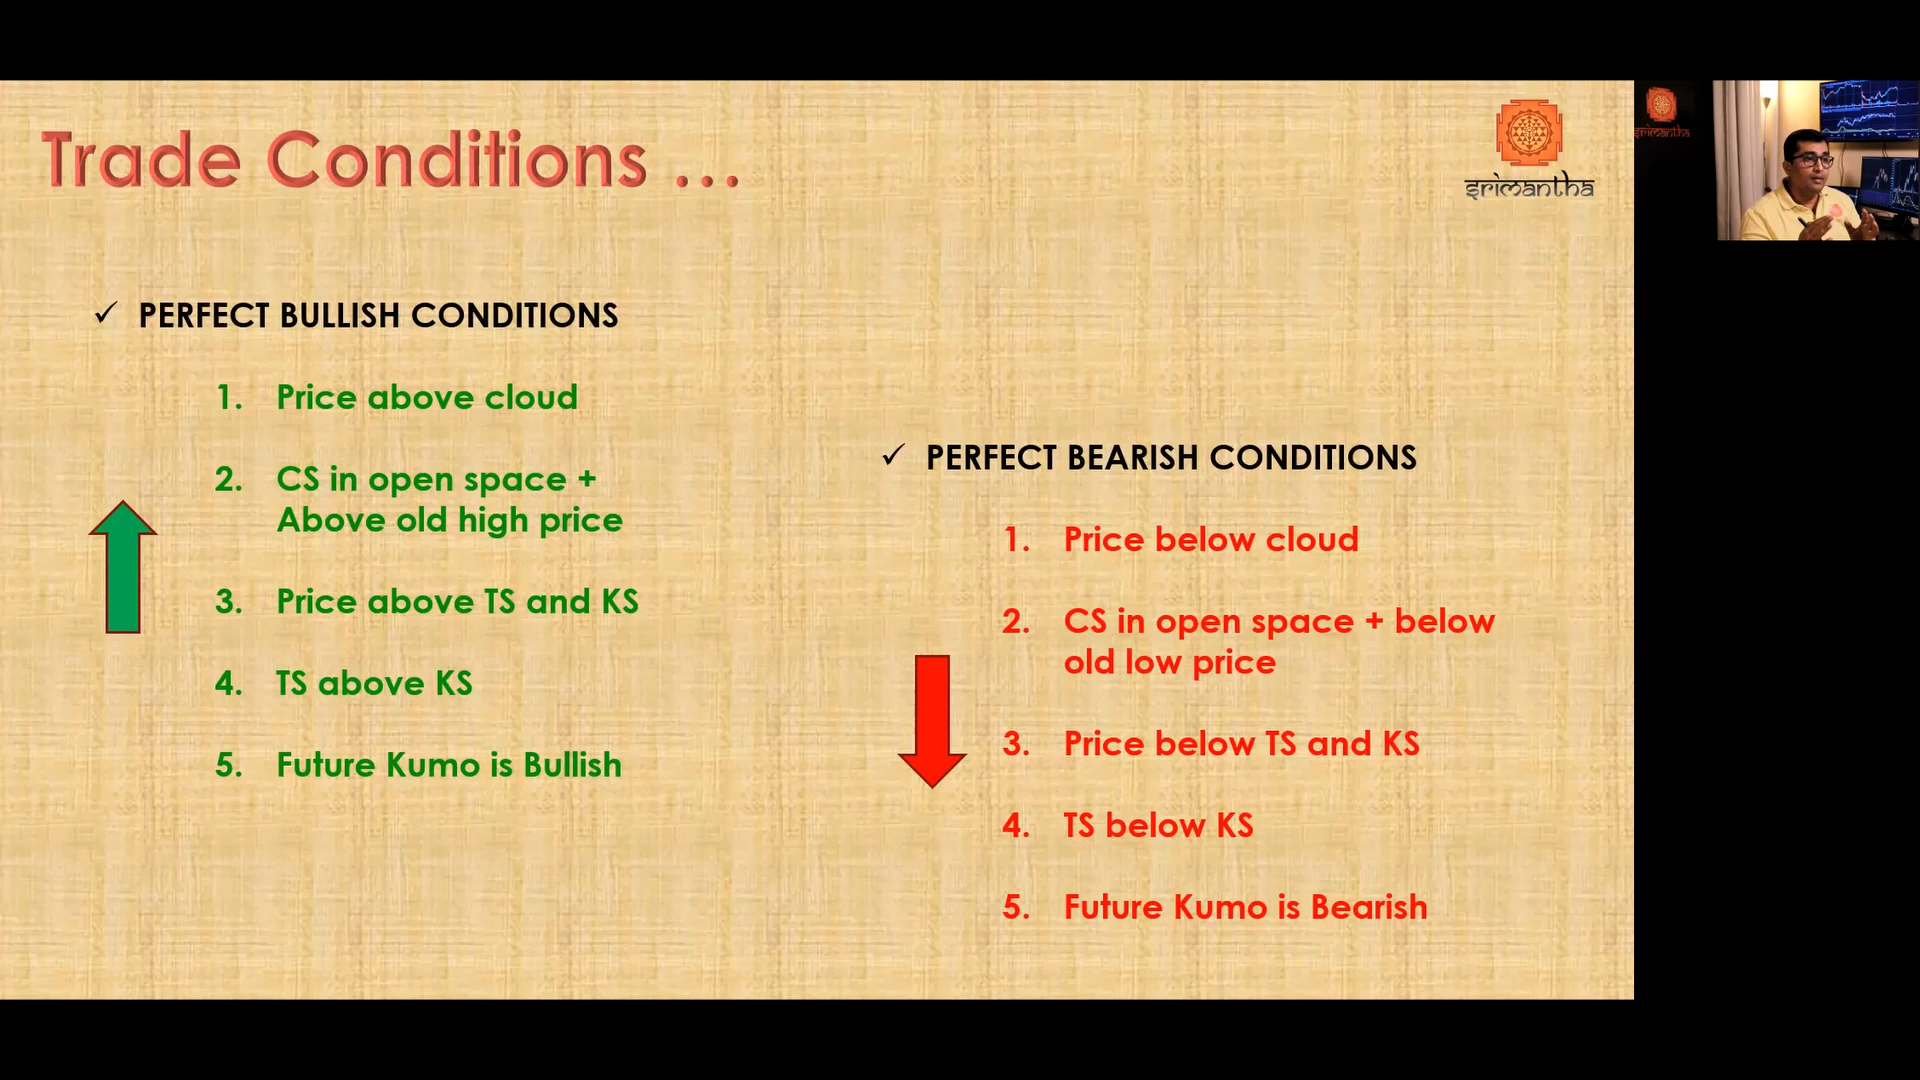 Trade Conditions ...
srimantha
srimantha
✓ PERFECT BULLISH CONDITIONS
1. Price above cloud
2. CS in open space +
Above old high price
3. Price above TS and KS
4. TS above KS
5. Future Kumo is Bullish
✓ PERFECT BEARISH CONDITIONS
1. Price below cloud
2. CS in open space + below
old low price
3. Price below TS and KS
4. TS below KS
5. Future Kumo is Bearish